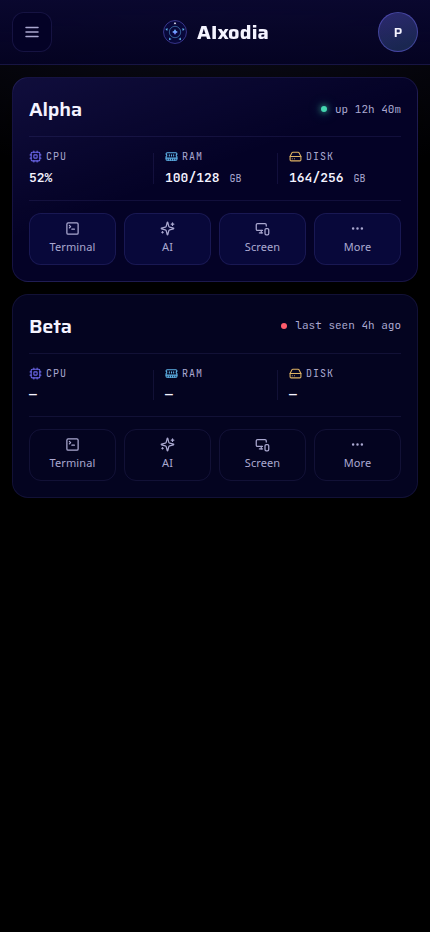 AIxodia
P
Alpha
up 12h 40m
CPU RAM DISK
52% 100/128 GB 164/256 GB
Terminal AI Screen More
Beta
last seen 4h ago
CPU RAM DISK
— — —
Terminal AI Screen More